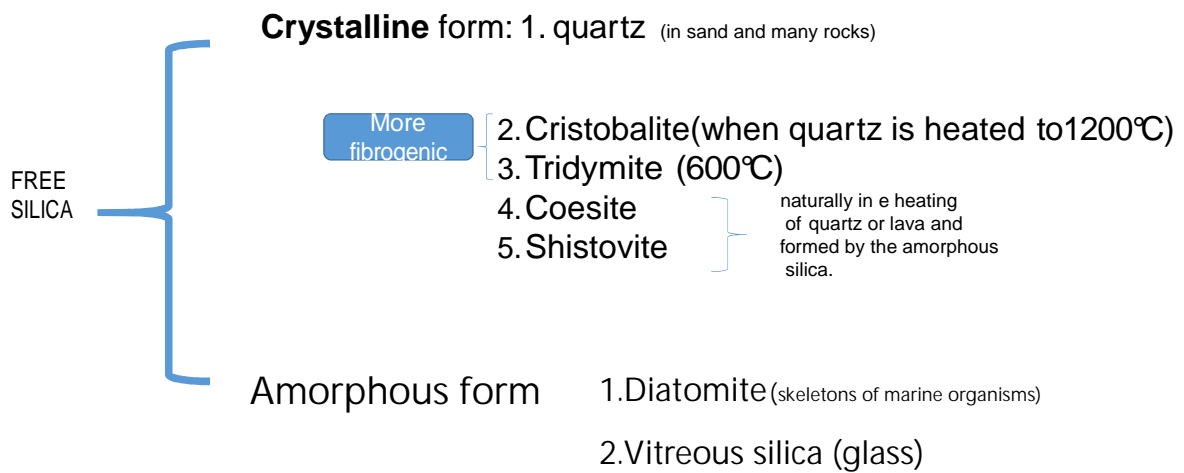 Crystalline form: 1. quartz (in sand and many rocks)
More
fibrogenic
2. Cristobalite(when quartz is heated to1200℃)
3. Tridymite (600℃)
FREE
SILICA
4. Coesite
5. Shistovite
naturally in e heating
of quartz or lava and
formed by the amorphous
silica.
Amorphous form
1.Diatomite (skeletons of marine organisms)
2.Vitreous silica (glass)